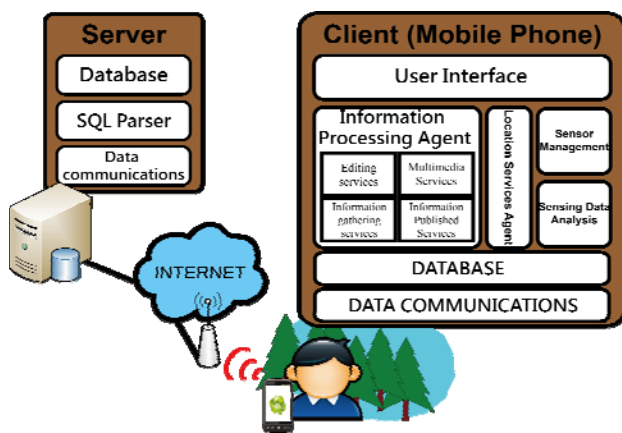 Server
Database
SQL Parser
Data
communications
INTERNET
Client (Mobile Phone)
User Interface
Information
Processing Agent
Editing
services
Multimedia
Services
Information
gathering
services
Information
Published
Services
Location Services Agent
Sensor
Management
Sensing Data
Analysis
DATABASE
DATA COMMUNICATIONS